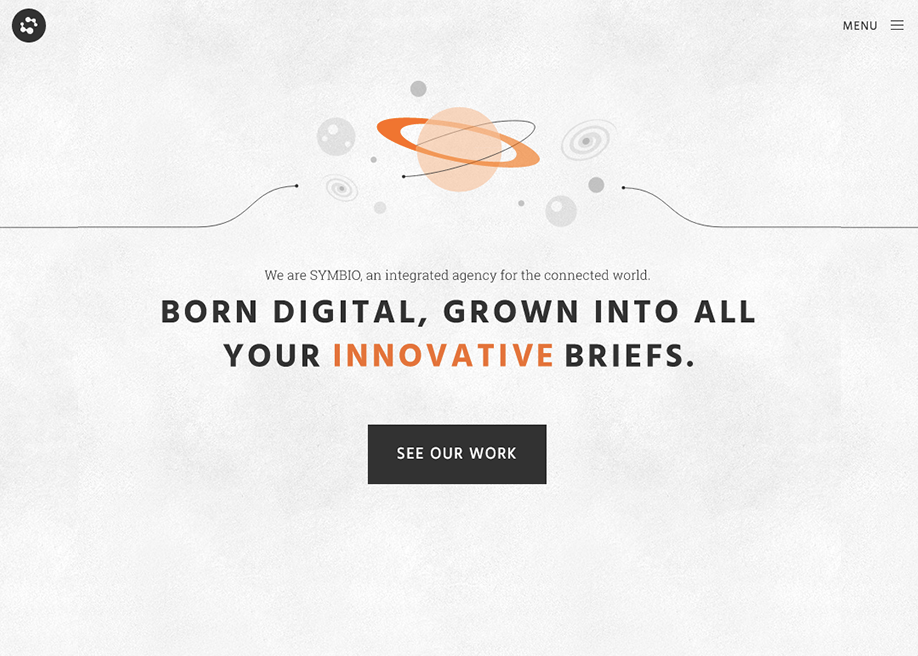 MENU
We are SYMBIO, an integrated agency for the connected world.
BORN DIGITAL, GROWN INTO ALL
YOUR INNOVATIVE BRIEFS.
SEE OUR WORK